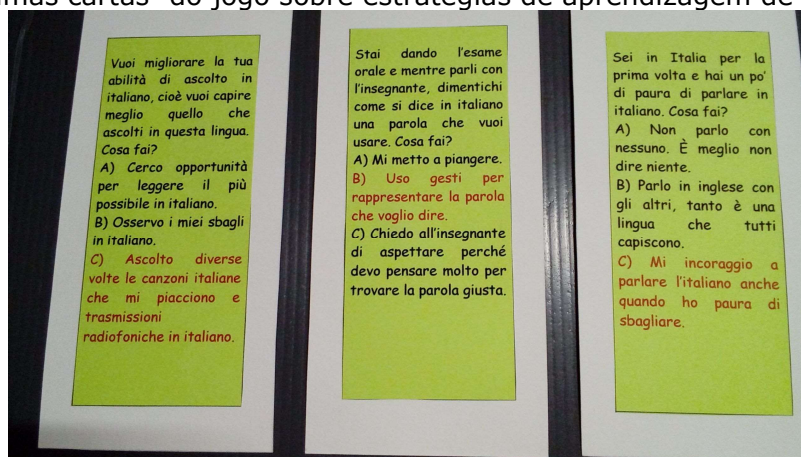 cartas" do jogo sobre estratégias de aprendizagem de
Vuoi migliorare la tua
abilità di ascolto in
italiano, cioè vuoi capire
meglio quello che
ascolti in questa lingua.
Cosa fai?
A) Cerco opportunità
per leggere il più
possibile in italiano.
B) Osservo i miei sbagli
in italiano.
C) Ascolto diverse
volte le canzoni italiane
che mi piacciono e
trasmissioni
radiofoniche in italiano.
Stai dando l'esame
orale e mentre parli con
l'insegnante, dimentichi
come si dice in italiano
una parola che vuoi
usare. Cosa fai?
A) Mi metto a piangere.
B) Uso gesti per
rappresentare la parola
che voglio dire.
C) Chiedo all'insegnante
di aspettare perché
devo pensare molto per
trovare la parola giusta.
Sei in Italia per la
prima volta e hai un po'
di paura di parlare in
italiano. Cosa fai?
A) Non parlo con
nessuno. È meglio non
dire niente.
B) Parlo in inglese con
gli altri, tanto è una
lingua che tutti
capiscono.
C) Mi incoraggio a
parlare l'italiano anche
quando ho paura di
sbagliare.